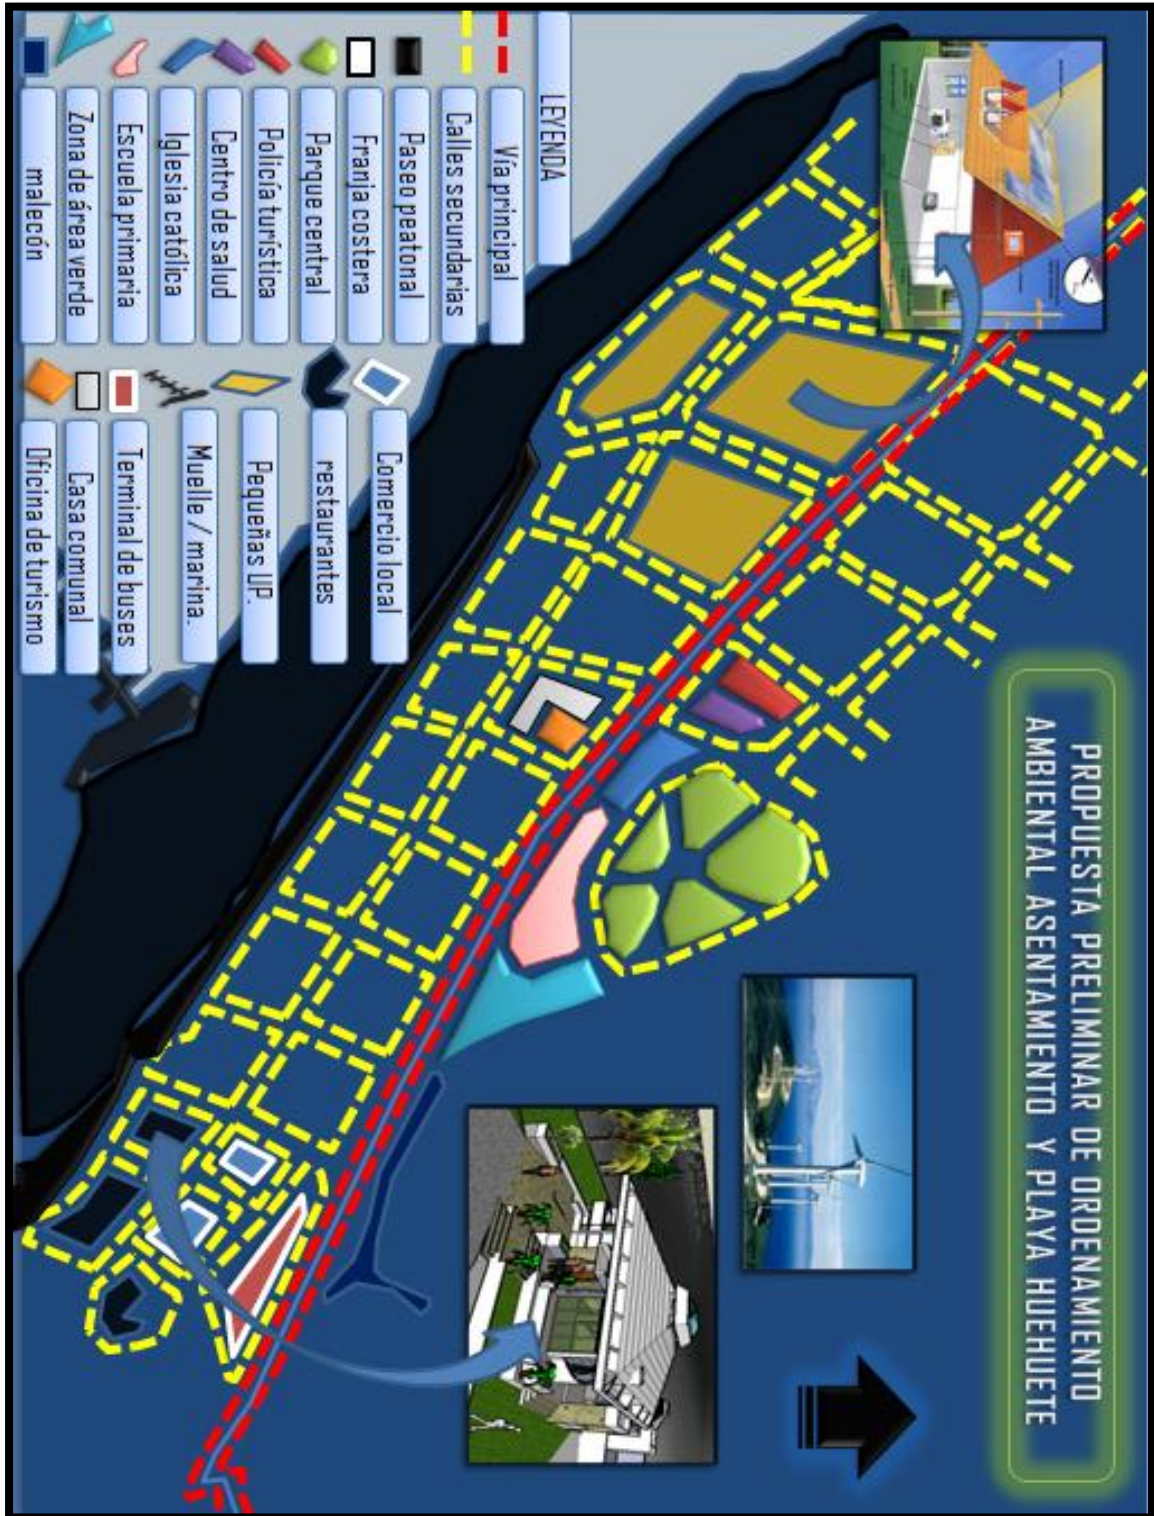 PROPUESTA PRELIMINAR DE ORDENAMIENTO
AMBIENTAL ASENTAMIENTO Y PLAYA HUEHUETE
LEYENDA
Vía principal
Calles secundarias
Paseo peatonal
Franja costera
Parque central
Policía turística
Centro de salud
Iglesia católica
Escuela primaria
Zona de área verde
malecón
Comercio local
restaurantes
Pequeñas UP.
Muelle / marina.
Terminal de buses
Casa comunal
Oficina de turismo